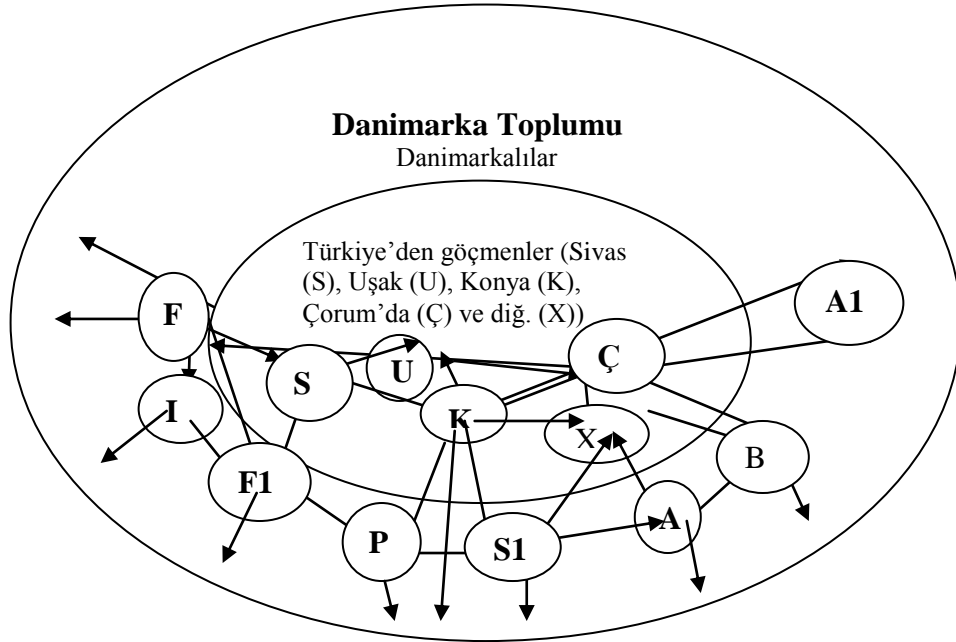 Danimarka Toplumu
Danimarkalılar
Türkiye’den göçmenler (Sivas
(S), Uşak (U), Konya (K),
Çorum’da (Ç) ve diğ. (X))
A1
F
Ç
U
S
I
K
X
B
F1
A
P
S1